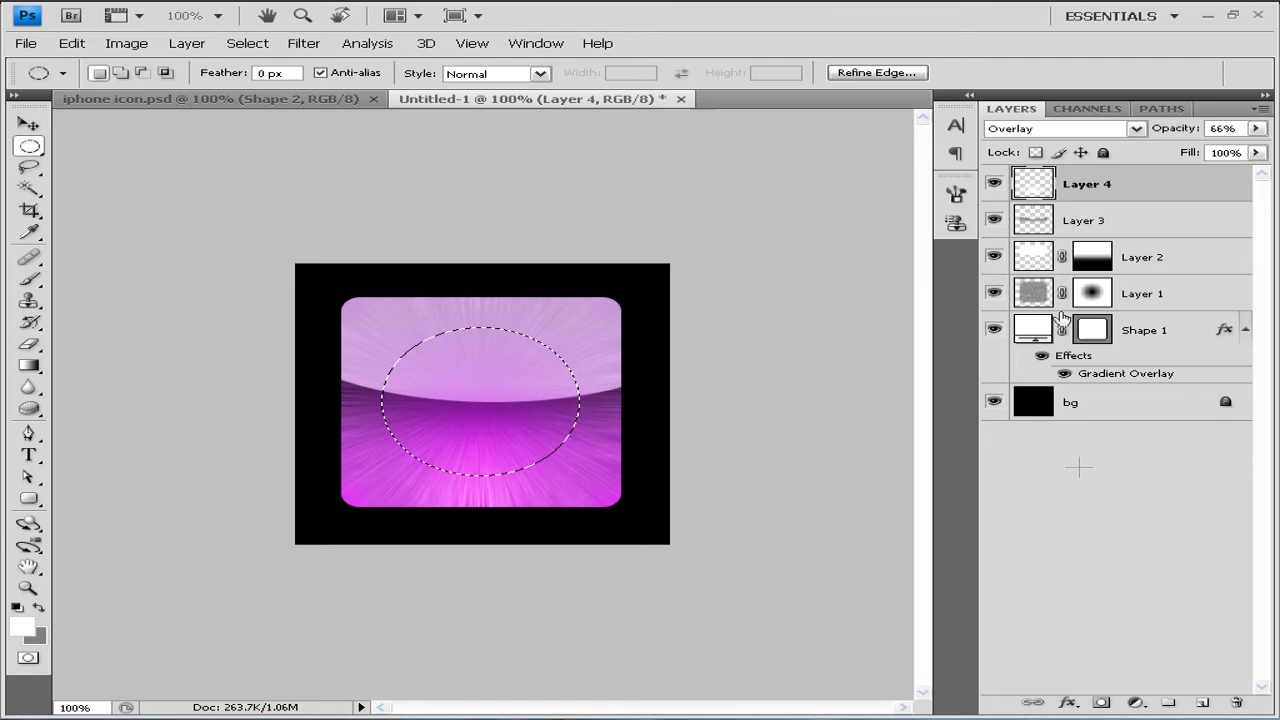 Ps Br 100% ESSENTIALS
File Edit Image Layer Select Filter Analysis 3D View Window Help
Feather: 0 px Anti-alias Style: Normal Width: Height: Refine Edge...
iphone icon.psd @ 100% (Shape 2, RGB/8) Untitled-1 @ 100% (Layer 4, RGB/8) *
LAYERS CHANNELS PATHS
Overlay Opacity: 66%
Lock: Fill: 100%
Layer 4
Layer 3
Layer 2
Layer 1
Shape 1 fx
Effects
Gradient Overlay
bg
100% Doc: 263.7K/1.06M